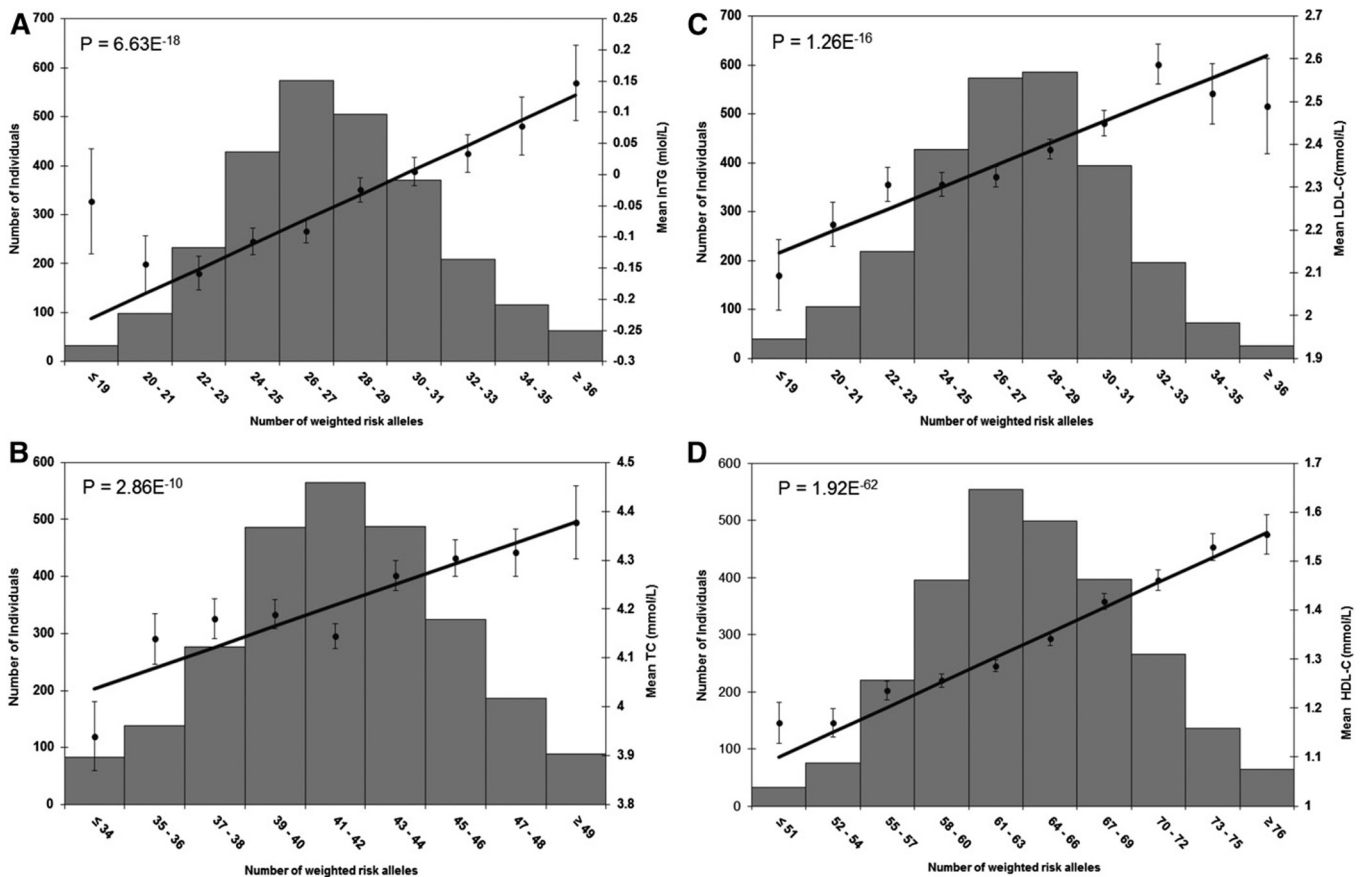 A
P = 6.63E-18
Number of Individuals
700
600
500
400
300
200
100
0
Mean lnTG (mlol/L)
0.25
0.2
0.15
0.1
0.05
0
-0.05
-0.1
-0.15
-0.2
-0.25
-0.3
≤ 19
20 - 21
22 - 23
24 - 25
26 - 27
28 - 29
30 - 31
32 - 33
34 - 35
≥ 36
Number of weighted risk alleles
C
P = 1.26E-16
Number of Individuals
700
600
500
400
300
200
100
0
Mean LDL-C(mmol/L)
2.7
2.6
2.5
2.4
2.3
2.2
2.1
2
1.9
≤ 19
20 - 21
22 - 23
24 - 25
26 - 27
28 - 29
30 - 31
32 - 33
34 - 35
≥ 36
Number of weighted risk alleles
B
P = 2.86E-10
Number of Individuals
600
500
400
300
200
100
0
Mean TC (mmol/L)
4.5
4.4
4.3
4.2
4.1
4
3.9
3.8
≤ 34
35 - 36
37 - 38
39 - 40
41 - 42
43 - 44
45 - 46
47 - 48
≥ 49
Number of weighted risk alleles
D
P = 1.92E-62
Number of Individuals
600
500
400
300
200
100
0
Mean HDL-C (mmol/L)
1.7
1.6
1.5
1.4
1.3
1.2
1.1
1
≤ 51
52 - 54
55 - 57
58 - 60
61 - 63
64 - 66
67 - 69
70 - 72
73 - 75
≥ 76
Number of weighted risk alleles